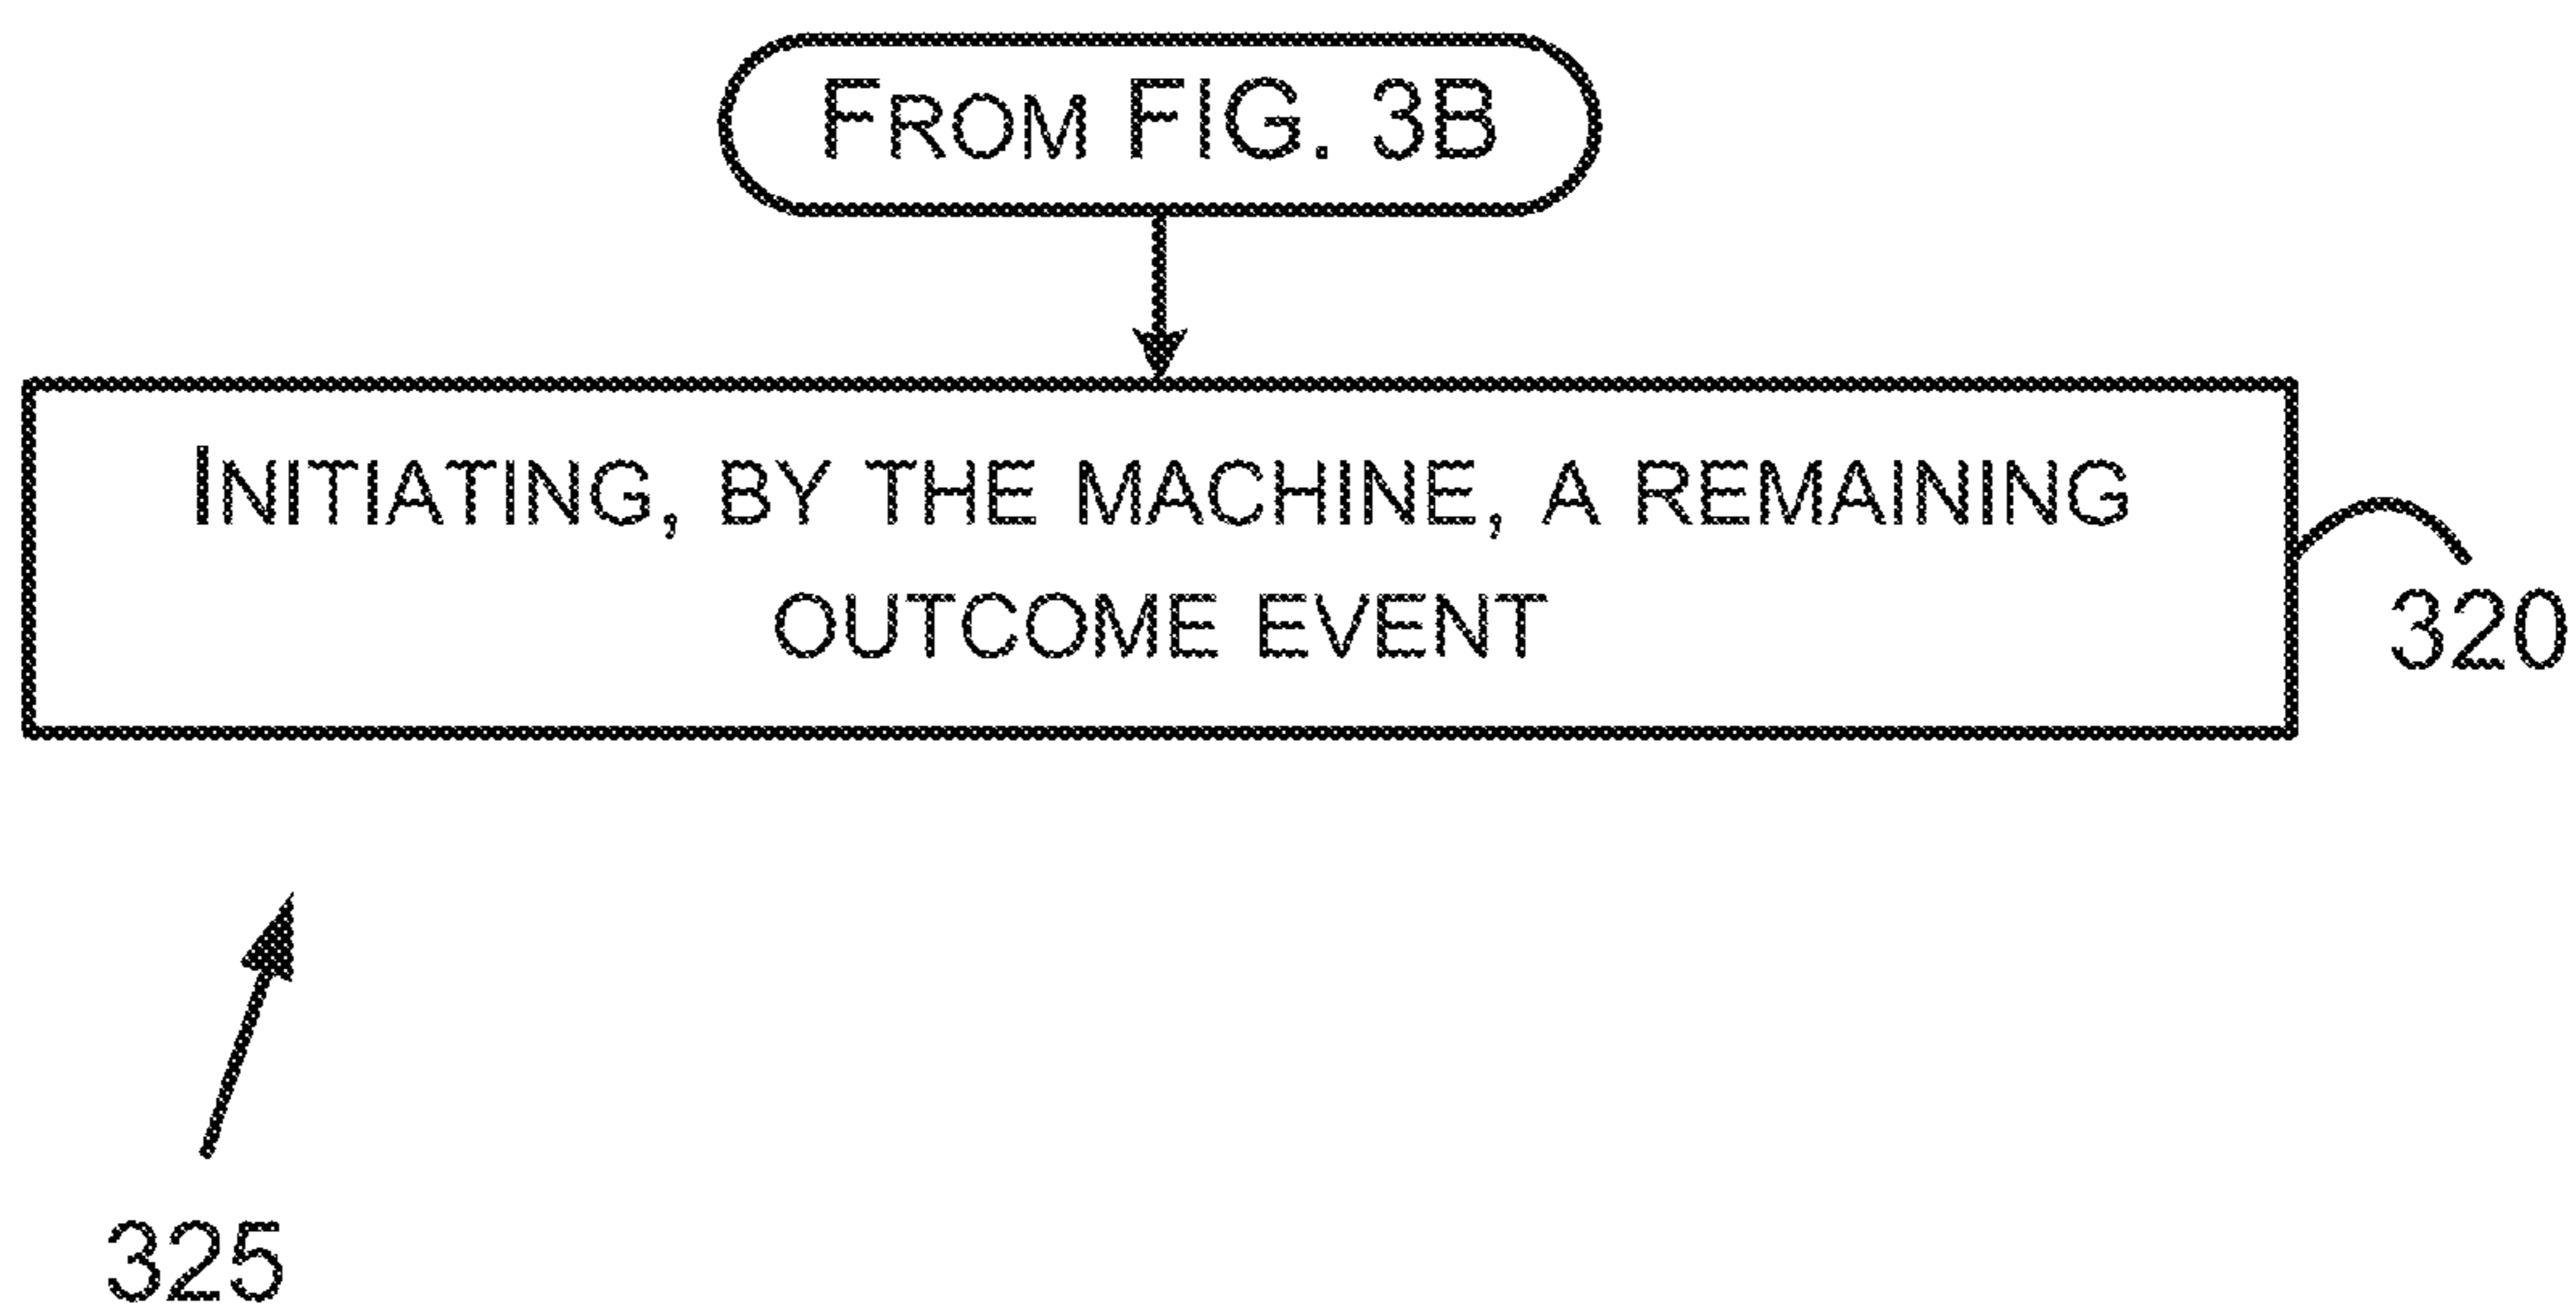 FROM FIG. 3B
INITIATING, BY THE MACHINE, A REMAINING
OUTCOME EVENT
320
325